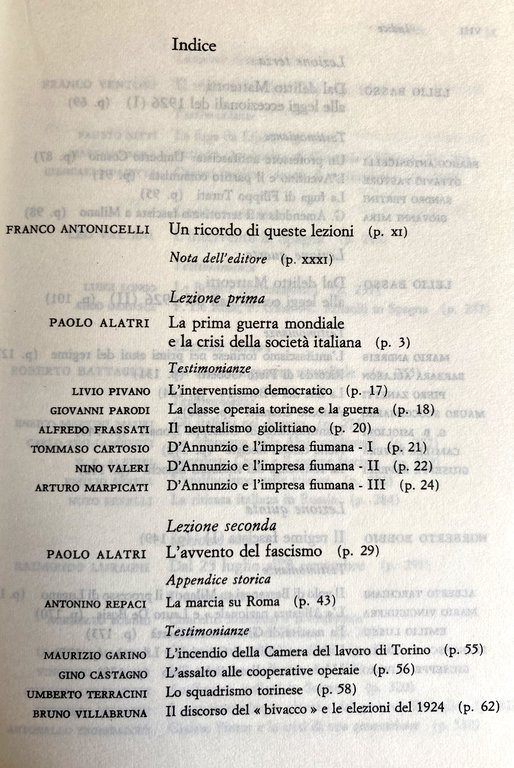 Indice
FRANCO ANTONICELLI Un ricordo di queste lezioni (p. XI)
Nota dell'editore (p. XXXI)
Lezione prima
PAOLO ALATRI La prima guerra mondiale
e la crisi della società italiana (p. 3)
Testimonianze
LIVIO PIVANO L'interventismo democratico (p. 17)
GIOVANNI PARODI La classe operaia torinese e la guerra (p. 18)
ALFREDO FRASSATI Il neutralismo giolittiano (p. 20)
TOMMASO CARTOSIO D'Annunzio e l'impresa fiumana - I (p. 21)
NINO VALERI D'Annunzio e l'impresa fiumana - II (p. 22)
ARTURO MARPICATI D'Annunzio e l'impresa fiumana - III (p. 24)
Lezione seconda
PAOLO ALATRI L'avvento del fascismo (p. 29)
Appendice storica
ANTONINO REPACI La marcia su Roma (p. 43)
Testimonianze
MAURIZIO GARINO L'incendio della Camera del lavoro di Torino (p. 55)
GINO CASTAGNO L'assalto alle cooperative operaie (p. 56)
UMBERTO TERRACINI Lo squadrismo torinese (p. 58)
BRUNO VILLABRUNA Il discorso del « bivacco » e le elezioni del 1924 (p. 62)